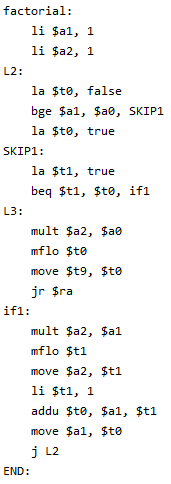 factorial:
    li $a1, 1
    li $a2, 1
L2:
    la $t0, false
    bge $a1, $a0, SKIP1
    la $t0, true
SKIP1:
    la $t1, true
    beq $t1, $t0, if1
L3:
    mult $a2, $a0
    mflo $t0
    move $t9, $t0
    jr $ra
if1:
    mult $a2, $a1
    mflo $t1
    move $a2, $t1
    li $t1, 1
    addu $t0, $a1, $t1
    move $a1, $t0
    j L2
END: